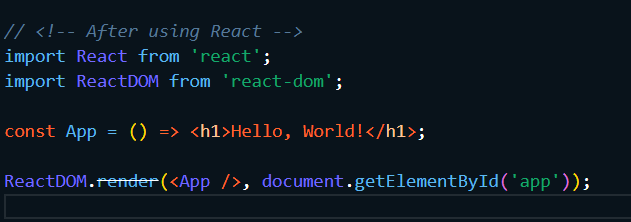 // <!-- After using React -->
import React from 'react';
import ReactDOM from 'react-dom';
const App = () => <h1>Hello, World!</h1>;
ReactDOM.render(<App />, document.getElementById('app'));